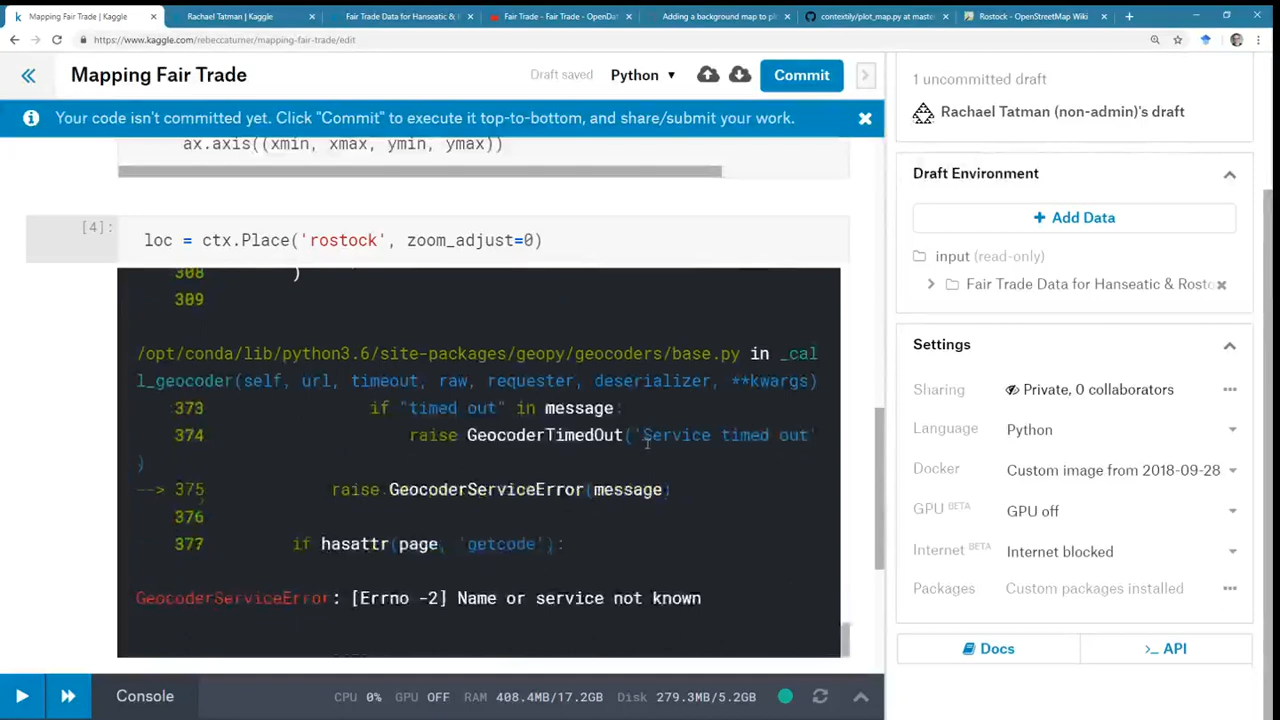 Mapping Fair Trade | Kaggle
Rachael Tatman | Kaggle
Fair Trade Data for Hanseatic &
Fair Trade - Fair Trade - OpenDat
Adding a background map to pl
contextily/plot_map.py at master
Rostock - OpenStreetMap Wiki
https://www.kaggle.com/rebeccaturner/mapping-fair-trade/edit
Mapping Fair Trade
Draft saved
Python
Commit
Your code isn't committed yet. Click "Commit" to execute it top-to-bottom, and share/submit your work.
ax.axis((xmin, xmax, ymin, ymax))
[4]:
loc = ctx.Place('rostock', zoom_adjust=0)
308 )
309
/opt/conda/lib/python3.6/site-packages/geopy/geocoders/base.py in _cal
l_geocoder(self, url, timeout, raw, requester, deserializer, **kwargs)
373 if "timed out" in message:
374 raise GeocoderTimedOut('Service timed out'
)
--> 375 raise GeocoderServiceError(message)
376
377 if hasattr(page, 'getcode'):
GeocoderServiceError: [Errno -2] Name or service not known
Console
CPU 0% GPU OFF RAM 408.4MB/17.2GB Disk 279.3MB/5.2GB
1 uncommitted draft
Rachael Tatman (non-admin)'s draft
Draft Environment
+ Add Data
input (read-only)
Fair Trade Data for Hanseatic & Rosto
Settings
Sharing Private, 0 collaborators
Language Python
Docker Custom image from 2018-09-28
GPU BETA GPU off
Internet BETA Internet blocked
Packages Custom packages installed
Docs
API